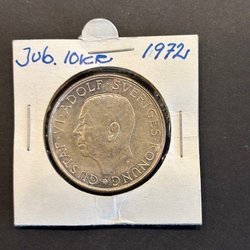 Jub. 10KR 1972
GUSTAF VI ADOLF SVERIGES KONUNG